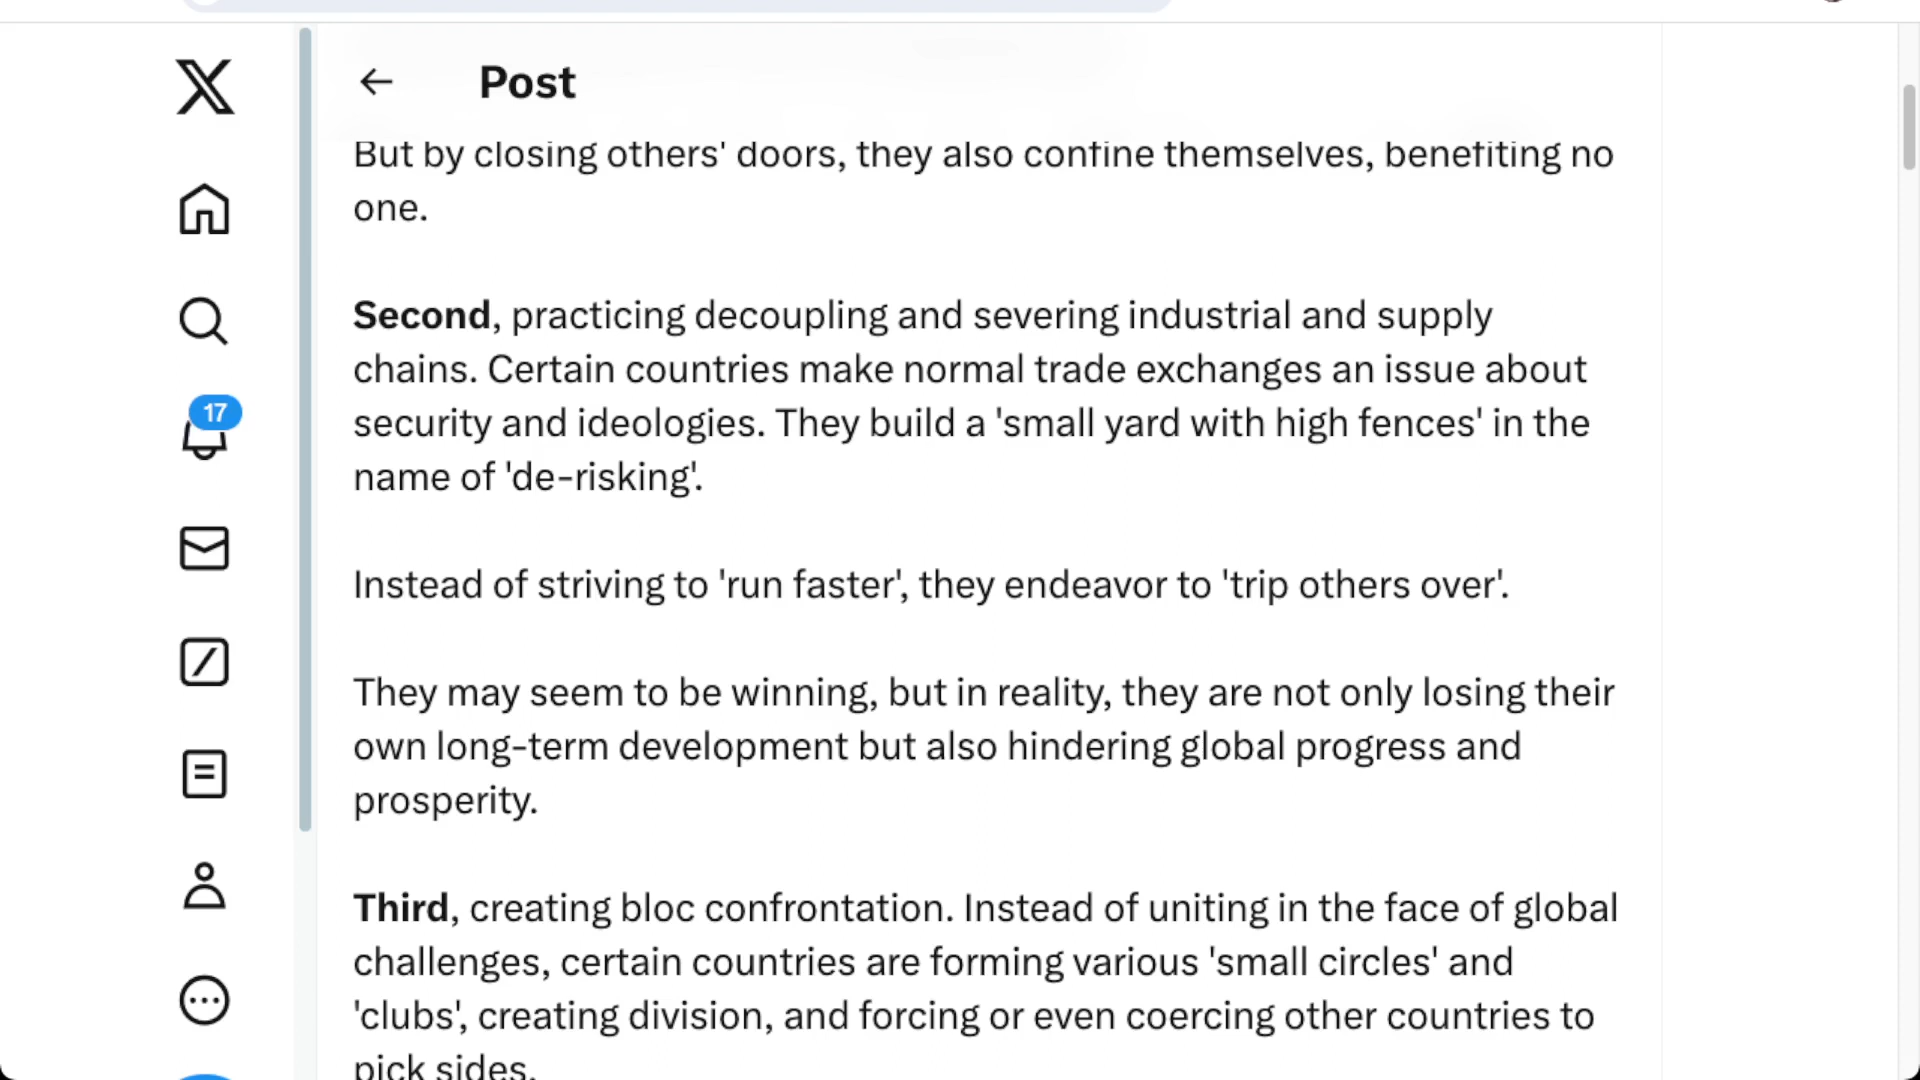 Post
But by closing others' doors, they also confine themselves, benefiting no
one.
Second, practicing decoupling and severing industrial and supply
chains. Certain countries make normal trade exchanges an issue about
security and ideologies. They build a 'small yard with high fences' in the
name of 'de-risking'.
Instead of striving to 'run faster', they endeavor to 'trip others over'.
They may seem to be winning, but in reality, they are not only losing their
own long-term development but also hindering global progress and
prosperity.
Third, creating bloc confrontation. Instead of uniting in the face of global
challenges, certain countries are forming various 'small circles' and
'clubs', creating division, and forcing or even coercing other countries to
pick sides.
17